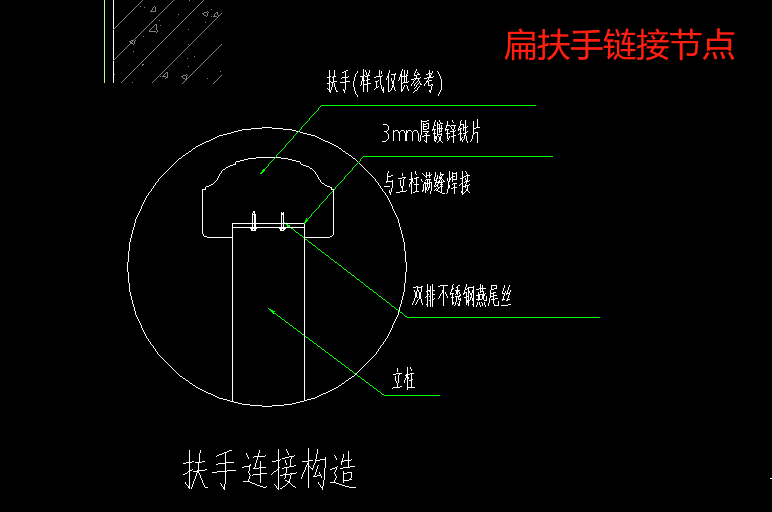 扁扶手链接节点
扶手(样式仅供参考)
3mm厚镀锌铁片
与立柱满缝焊接
双排不锈钢燕尾丝
立柱
扶手连接构造